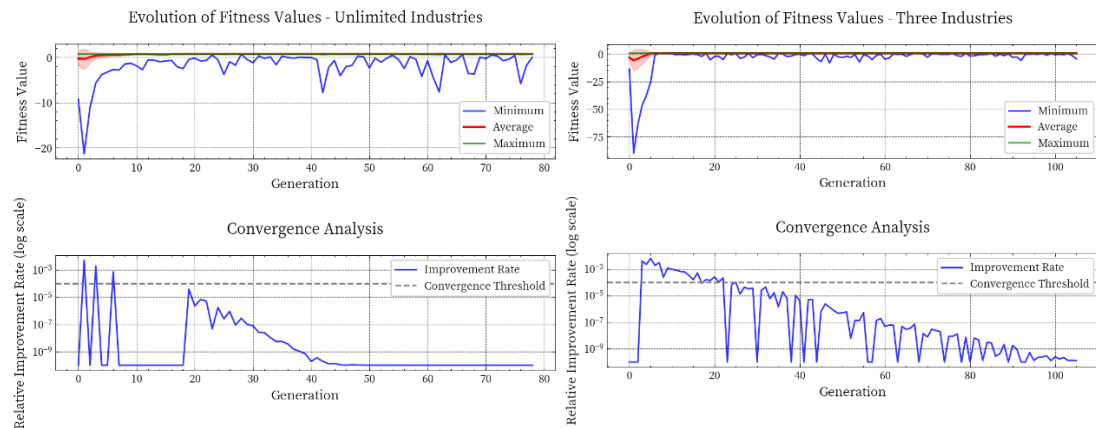 Evolution of Fitness Values - Unlimited Industries
Fitness Value
0
−10
−20
Minimum
Average
Maximum
0 10 20 30 40 50 60 70 80
Generation
Evolution of Fitness Values - Three Industries
Fitness Value
0
−25
−50
−75
Minimum
Average
Maximum
0 20 40 60 80 100
Generation
Convergence Analysis
Relative Improvement Rate (log scale)
10⁻³
10⁻⁵
10⁻⁷
10⁻⁹
Improvement Rate
Convergence Threshold
0 10 20 30 40 50 60 70 80
Generation
Convergence Analysis
Relative Improvement Rate (log scale)
10⁻³
10⁻⁵
10⁻⁷
10⁻⁹
Improvement Rate
Convergence Threshold
0 20 40 60 80 100
Generation